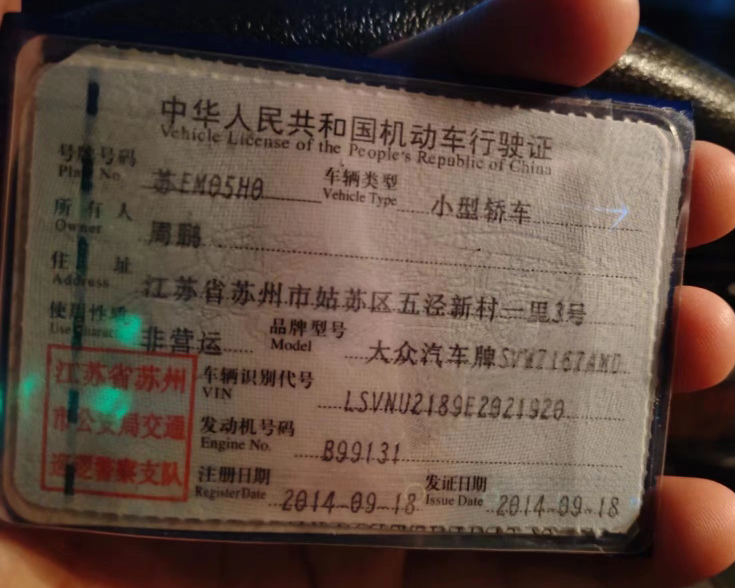 中华人民共和国机动车行驶证
Vehicle License of the People's Republic of China
号牌号码 苏EM05H0 车辆类型 小型轿车
Plate No. Vehicle Type
所有人 周鹏
Owner
住址 江苏省苏州市姑苏区五泾新村一里3号
Address
使用性质 非营运 品牌型号 大众汽车牌SVW7167AMD
Use Character Model
江苏省苏州
市公安局交通
巡逻警察支队
车辆识别代号 LSVNU2189E2021920
VIN
发动机号码 B99131
Engine No.
注册日期 2014-09-18 发证日期 2014-09-18
Register Date Issue Date